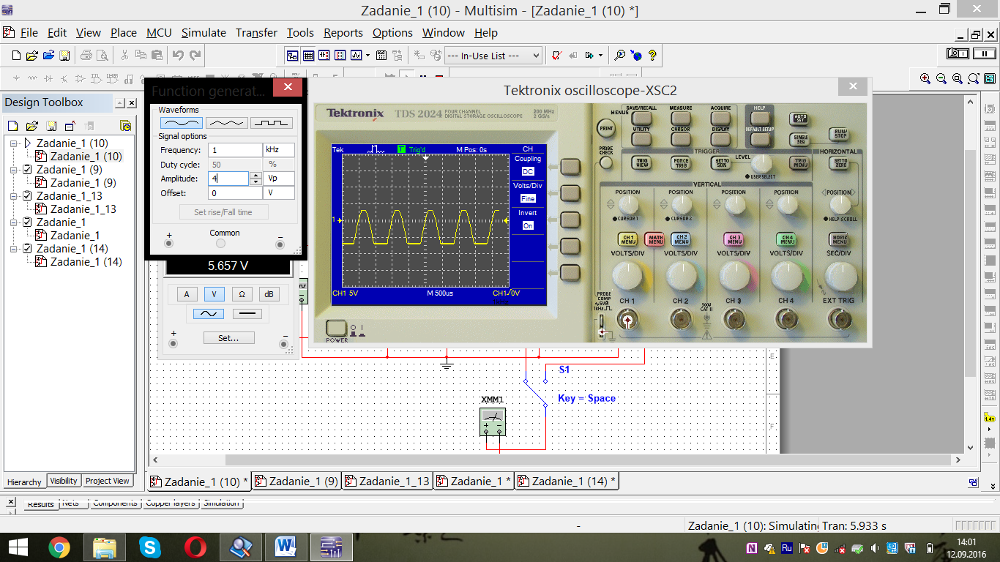 Zadanie_1 (10) - Multisim - [Zadanie_1 (10) *]
File Edit View Place MCU Simulate Transfer Tools Reports Options Window Help
--- In-Use List ---
Design Toolbox
Zadanie_1 (10)
Zadanie_1 (10)
Zadanie_1 (9)
Zadanie_1 (9)
Zadanie_1_13
Zadanie_1_13
Zadanie_1
Zadanie_1
Zadanie_1 (14)
Zadanie_1 (14)
Hierarchy Visibility Project View
Function generat...
Waveforms
Signal options
Frequency: 1 kHz
Duty cycle: 50 %
Amplitude: 4 Vp
Offset: 0 V
Set rise/Fall time
+ Common −
5.657 V
A V Ω dB
+ Set... −
Tektronix oscilloscope-XSC2
Tektronix TDS 2024 FOUR CHANNEL DIGITAL STORAGE OSCILLOSCOPE 200 MHz 2 GS/s
Tek T Trig'd M Pos: 0s CH
Coupling
DC
Volts/Div
Fine
Invert
On
1
CH1 5V M 500us CH1 / 0V
POWER
MENUS SAVE/RECALL MEASURE ACQUIRE HELP AUTO SET
PRINT UTILITY CURSOR DISPLAY DEFAULT SETUP SINGLE SEQ RUN/STOP
PROBE CHECK TRIGGER HORIZONTAL
TRIG VIEW FORCE TRIG SET TO 50% LEVEL USER SELECT TRIG MENU SET TO ZERO
VERTICAL
POSITION POSITION POSITION POSITION POSITION
CURSOR 1 CURSOR 2 HELP SCROLL
CH 1 MENU MATH MENU CH 2 MENU CH 3 MENU CH 4 MENU HORIZ MENU
VOLTS/DIV VOLTS/DIV VOLTS/DIV VOLTS/DIV SEC/DIV
PROBE COMP ~5V 1kHz
CH 1 CH 2 300V CAT II CH 3 CH 4 EXT TRIG
S1
Key = Space
XMM1
+ −
E
F
1.4v
Zadanie_1 (10) * Zadanie_1 (9) Zadanie_1_13 Zadanie_1 * Zadanie_1 (14) *
Results Nets Components Copper layers Simulation
- Zadanie_1 (10): Simulating Tran: 5.933 s
Ru
14:01
12.09.2016